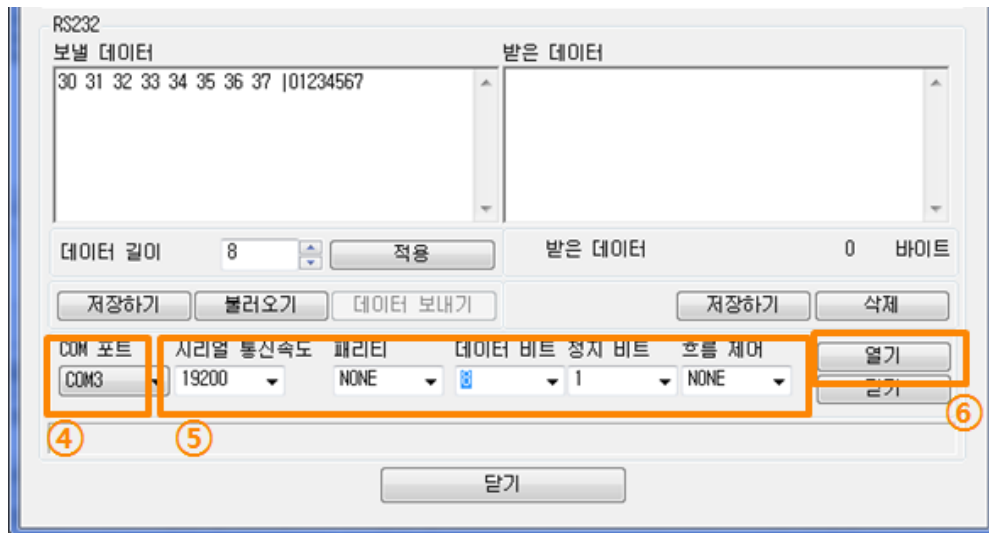 RS232
보낼 데이터 받은 데이터
30 31 32 33 34 35 36 37 |01234567
데이터 길이 8 적용 받은 데이터 0 바이트
저장하기 불러오기 데이터 보내기 저장하기 삭제
COM 포트 시리얼 통신속도 패리티 데이터 비트 정지 비트 흐름 제어 열기
COM3 19200 NONE 8 1 NONE 닫기
④ ⑤ ⑥
닫기